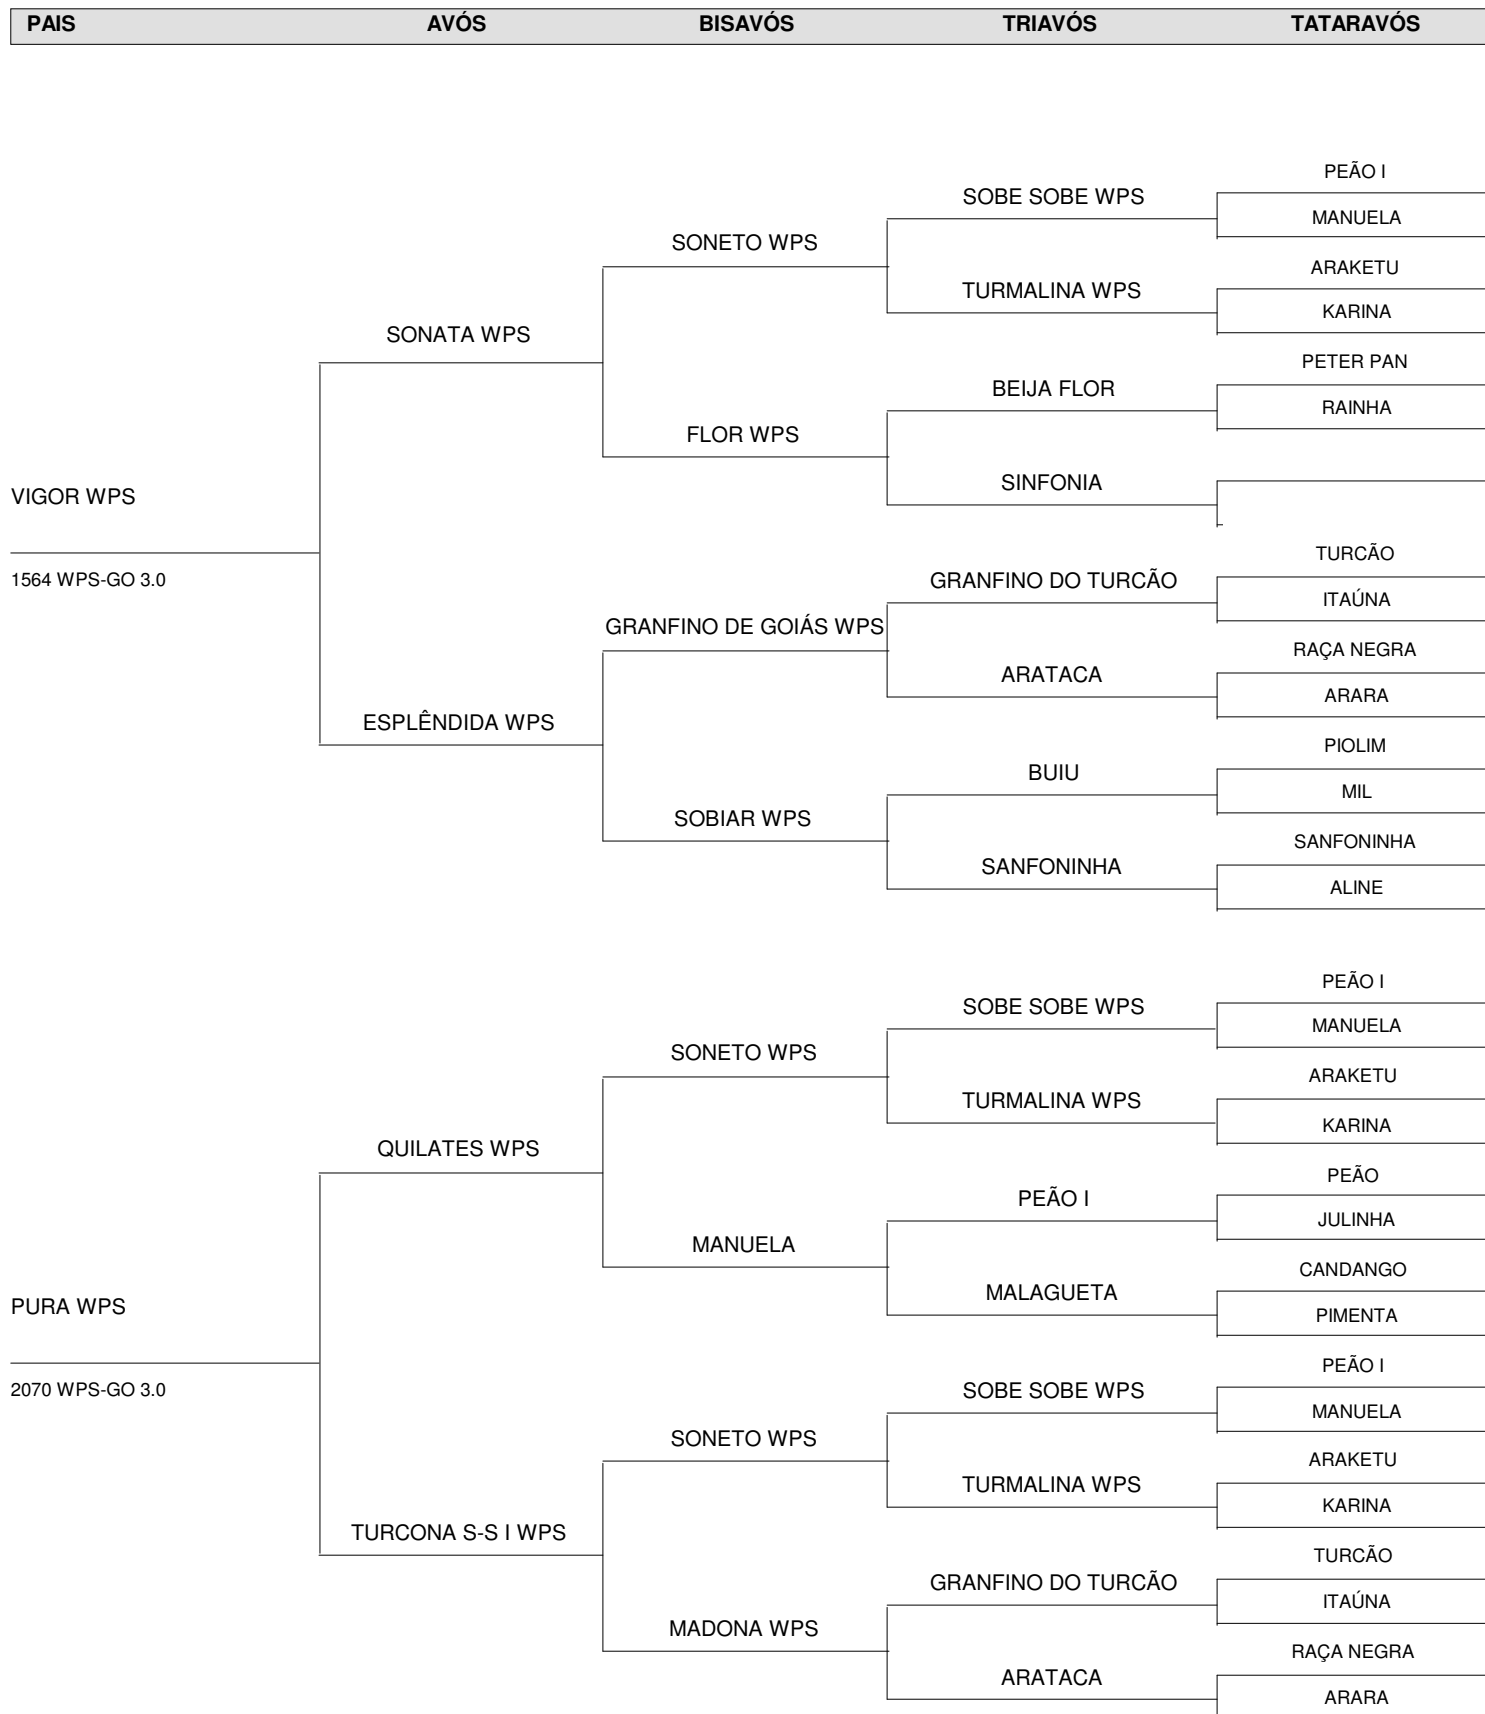 PAIS AVÓS BISAVÓS TRIAVÓS TATARAVÓS
PEÃO I
SOBE SOBE WPS
MANUELA
SONETO WPS
ARAKETU
TURMALINA WPS
KARINA
SONATA WPS
PETER PAN
BEIJA FLOR
RAINHA
FLOR WPS
SINFONIA
VIGOR WPS
1564 WPS-GO 3.0
TURCÃO
GRANFINO DO TURCÃO
ITAÚNA
GRANFINO DE GOIÁS WPS
RAÇA NEGRA
ARATACA
ARARA
ESPLÊNDIDA WPS
PIOLIM
BUIU
MIL
SOBIAR WPS
SANFONINHA
SANFONINHA
ALINE
PEÃO I
SOBE SOBE WPS
MANUELA
SONETO WPS
ARAKETU
TURMALINA WPS
KARINA
QUILATES WPS
PEÃO
PEÃO I
JULINHA
MANUELA
CANDANGO
MALAGUETA
PIMENTA
PURA WPS
2070 WPS-GO 3.0
PEÃO I
SOBE SOBE WPS
MANUELA
SONETO WPS
ARAKETU
TURMALINA WPS
KARINA
TURCONA S-S I WPS
TURCÃO
GRANFINO DO TURCÃO
ITAÚNA
MADONA WPS
RAÇA NEGRA
ARATACA
ARARA